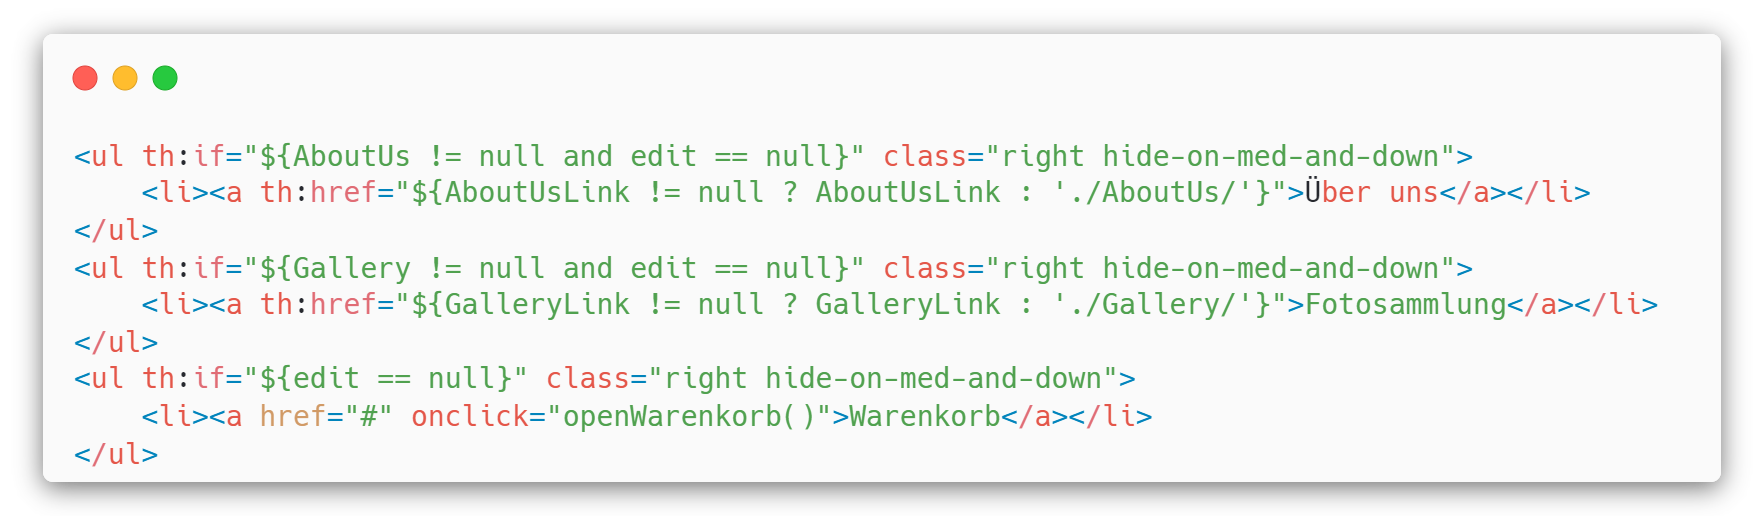 <ul th:if="${AboutUs != null and edit == null}" class="right hide-on-med-and-down">
    <li><a th:href="${AboutUsLink != null ? AboutUsLink : './AboutUs/'}">Über uns</a></li>
</ul>
<ul th:if="${Gallery != null and edit == null}" class="right hide-on-med-and-down">
    <li><a th:href="${GalleryLink != null ? GalleryLink : './Gallery/'}">Fotosammlung</a></li>
</ul>
<ul th:if="${edit == null}" class="right hide-on-med-and-down">
    <li><a href="#" onclick="openWarenkorb()">Warenkorb</a></li>
</ul>